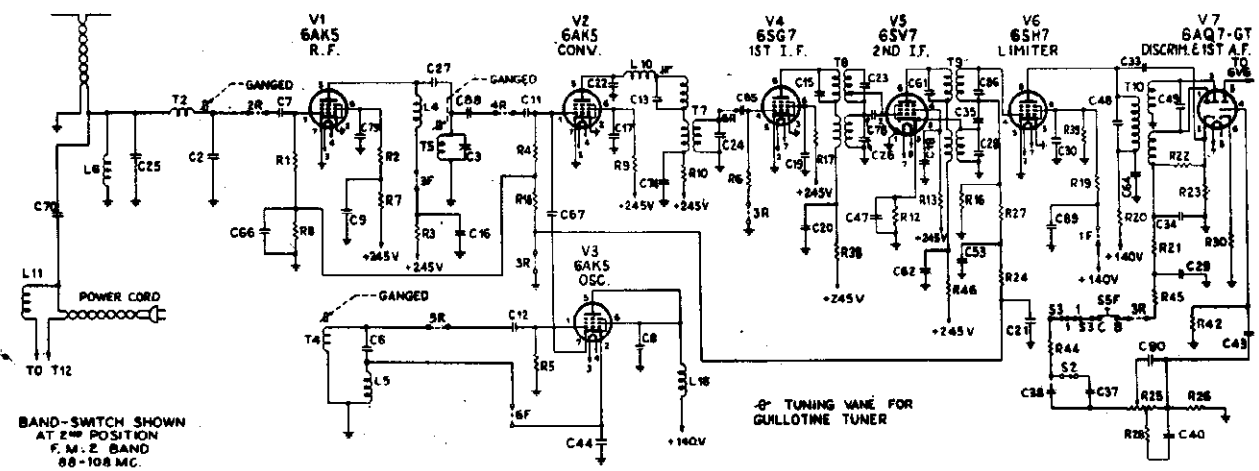 V1
6AK5
R.F.
V2
6AK5
CONV.
V4
6SG7
1ST I.F.
V5
6SV7
2ND I.F.
V6
6SH7
LIMITER
V7
6AQ7-GT
DISCRIM.& 1ST A.F.
TO
6V6
GANGED
T2
2R
C7
L6
C25
C2
R1
C79
R2
R7
C9
R8
C66
+245V
C27
GANGED
L4
C88
4R
C11
T5
C3
3F
R3
C16
+245V
R4
R18
3R
C67
C22
L10
1F
C13
C17
R9
+245V
T7
C74
R10
+245V
C24
5R
C85
R6
3R
C15
C19
R17
+245V
C20
R38
+245V
T8
C23
C78
C26
C61
C18
C47
R12
R13
+245V
C62
R46
+245V
T9
C86
C35
C28
R16
C53
R27
R24
C21
C30
R39
R19
C89
1F
+140V
C33
C48
T10
C49
C64
R20
+140V
R22
R23
C34
R21
R30
C29
R45
S3
1
1
S3
C
S5F
B
3R
R44
S2
C38
C37
C90
R25
R26
R28
C40
R42
C43
C70
L11
POWER CORD
TO T12
GANGED
T4
C6
L5
5R
C12
R5
V3
6AK5
OSC.
C8
L18
+140V
6F
C44
BAND-SWITCH SHOWN
AT 2ND POSITION
F.M. 2 BAND
88-108 MC.
TUNING VANE FOR
GUILLOTINE TUNER